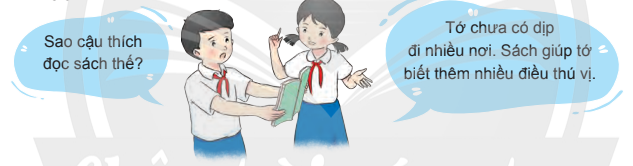 Sao cậu thích
đọc sách thế?
Tớ chưa có dịp
đi nhiều nơi. Sách giúp tớ
biết thêm nhiều điều thú vị.